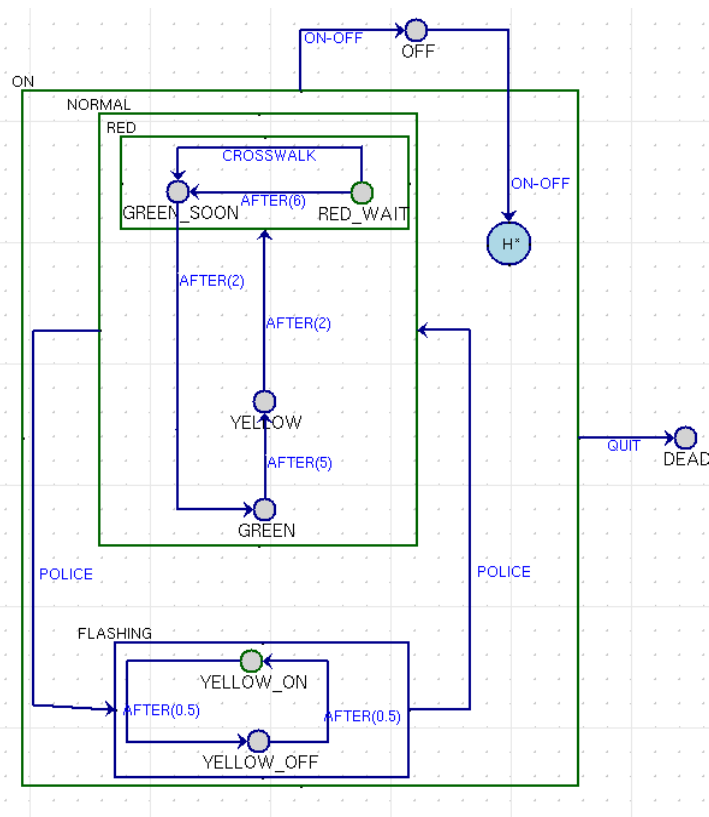 ON-OFF
OFF
ON
NORMAL
RED
CROSSWALK
AFTER(6)
GREEN_SOON
RED_WAIT
ON-OFF
H*
AFTER(2)
AFTER(2)
YELLOW
AFTER(5)
GREEN
QUIT
DEAD
POLICE
POLICE
FLASHING
YELLOW_ON
AFTER(0.5)
AFTER(0.5)
YELLOW_OFF